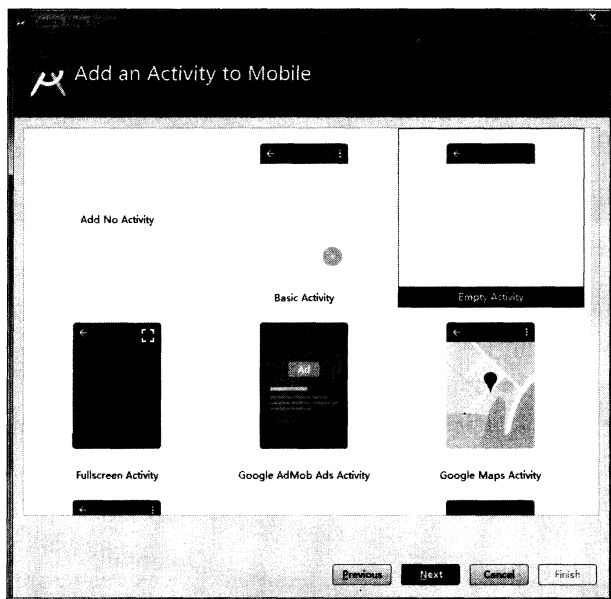 Add an Activity to Mobile
Add No Activity
Basic Activity
Empty Activity
Ad
Fullscreen Activity
Google AdMob Ads Activity
Google Maps Activity
Previous
Next
Cancel
Finish